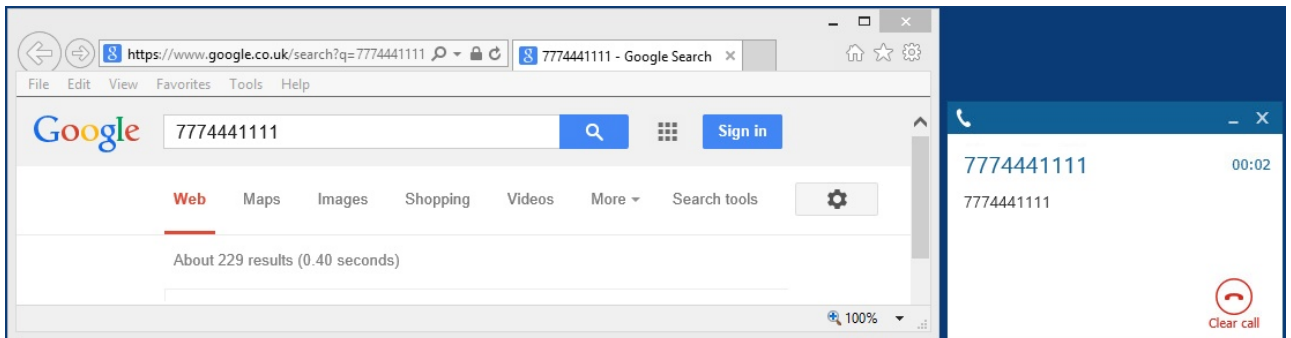 https://www.google.co.uk/search?q=7774441111
7774441111 - Google Search
File Edit View Favorites Tools Help
Google 7774441111 Sign in
Web Maps Images Shopping Videos More Search tools
About 229 results (0.40 seconds)
100%
7774441111 00:02
7774441111
Clear call